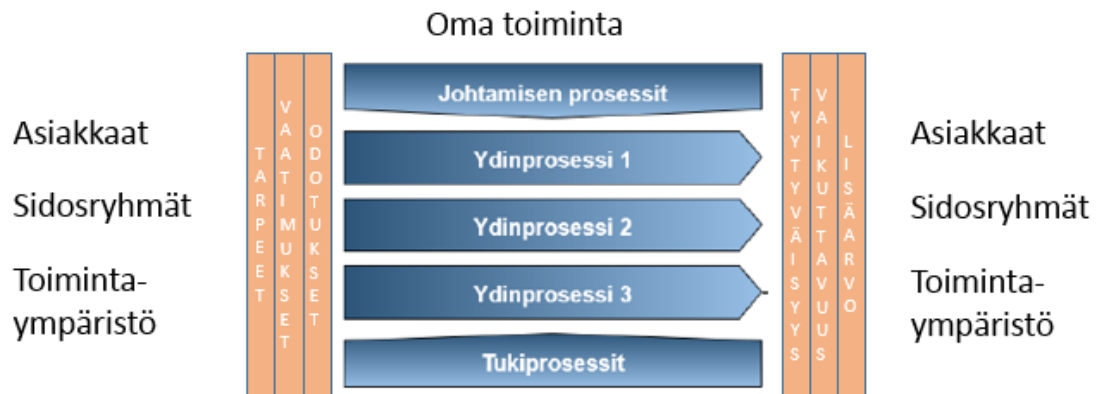 Oma toiminta
Asiakkaat
Sidosryhmät
Toiminta-
ympäristö
TARPEET
VAATIMUKSET
ODOTUKSET
Johtamisen prosessit
Ydinprosessi 1
Ydinprosessi 2
Ydinprosessi 3
Tukiprosessit
TYYTYVÄISYYS
VAIKUTTAVUUS
LISÄARVO
Asiakkaat
Sidosryhmät
Toiminta-
ympäristö